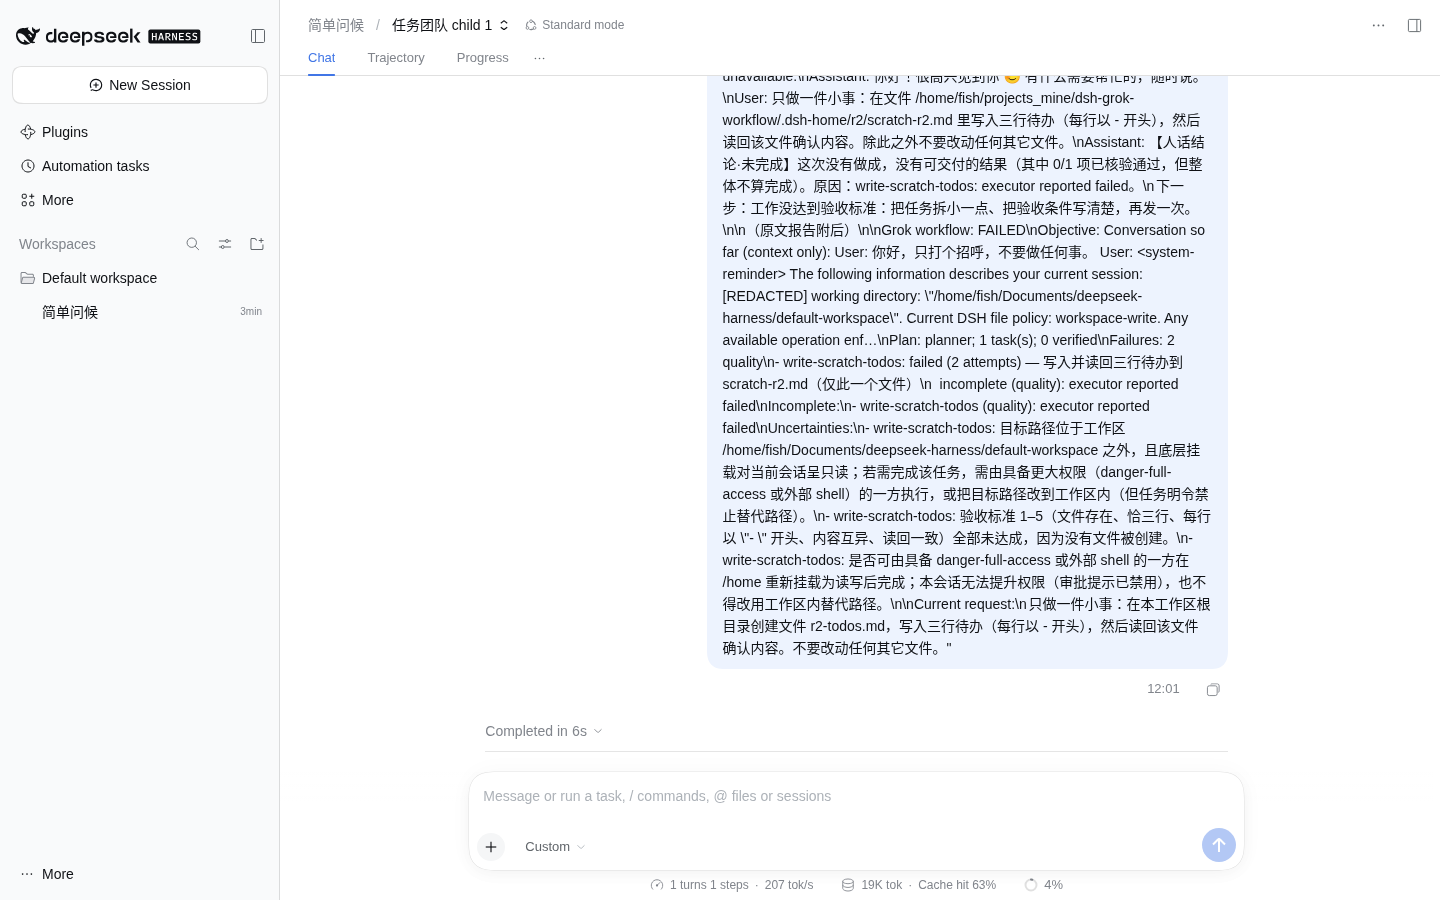 deepseek HARNESS
New Session
Plugins
Automation tasks
More
Workspaces
Default workspace
简单问候 3min
More
简单问候 / 任务团队 child 1 Standard mode
Chat Trajectory Progress ···
unavailable.\nAssistant: 你好！很高兴见到你 😊 有什么需要帮忙的，随时说。
\nUser: 只做一件小事：在文件 /home/fish/projects_mine/dsh-grok-
workflow/.dsh-home/r2/scratch-r2.md 里写入三行待办（每行以 - 开头），然后
读回该文件确认内容。除此之外不要改动任何其它文件。\nAssistant: 【人话结
论·未完成】这次没有做成，没有可交付的结果（其中 0/1 项已核验通过，但整
体不算完成）。原因：write-scratch-todos: executor reported failed。\n下一
步：工作没达到验收标准：把任务拆小一点、把验收条件写清楚，再发一次。
\n\n（原文报告附后）\n\nGrok workflow: FAILED\nObjective: Conversation so
far (context only): User: 你好，只打个招呼，不要做任何事。 User: <system-
reminder> The following information describes your current session:
[REDACTED] working directory: \"/home/fish/Documents/deepseek-
harness/default-workspace\". Current DSH file policy: workspace-write. Any
available operation enf…\nPlan: planner; 1 task(s); 0 verified\nFailures: 2
quality\n- write-scratch-todos: failed (2 attempts) — 写入并读回三行待办到
scratch-r2.md（仅此一个文件）\n  incomplete (quality): executor reported
failed\nIncomplete:\n- write-scratch-todos (quality): executor reported
failed\nUncertainties:\n- write-scratch-todos: 目标路径位于工作区
/home/fish/Documents/deepseek-harness/default-workspace 之外，且底层挂
载对当前会话呈只读；若需完成该任务，需由具备更大权限（danger-full-
access 或外部 shell）的一方执行，或把目标路径改到工作区内（但任务明令禁
止替代路径）。\n- write-scratch-todos: 验收标准 1–5（文件存在、恰三行、每行
以 \"- \" 开头、内容互异、读回一致）全部未达成，因为没有文件被创建。\n-
write-scratch-todos: 是否可由具备 danger-full-access 或外部 shell 的一方在
/home 重新挂载为读写后完成；本会话无法提升权限（审批提示已禁用），也不
得改用工作区内替代路径。\n\nCurrent request:\n只做一件小事：在本工作区根
目录创建文件 r2-todos.md，写入三行待办（每行以 - 开头），然后读回该文件
确认内容。不要改动任何其它文件。"
12:01
Completed in 6s
Message or run a task, / commands, @ files or sessions
Custom
1 turns 1 steps · 207 tok/s 19K tok · Cache hit 63% 4%